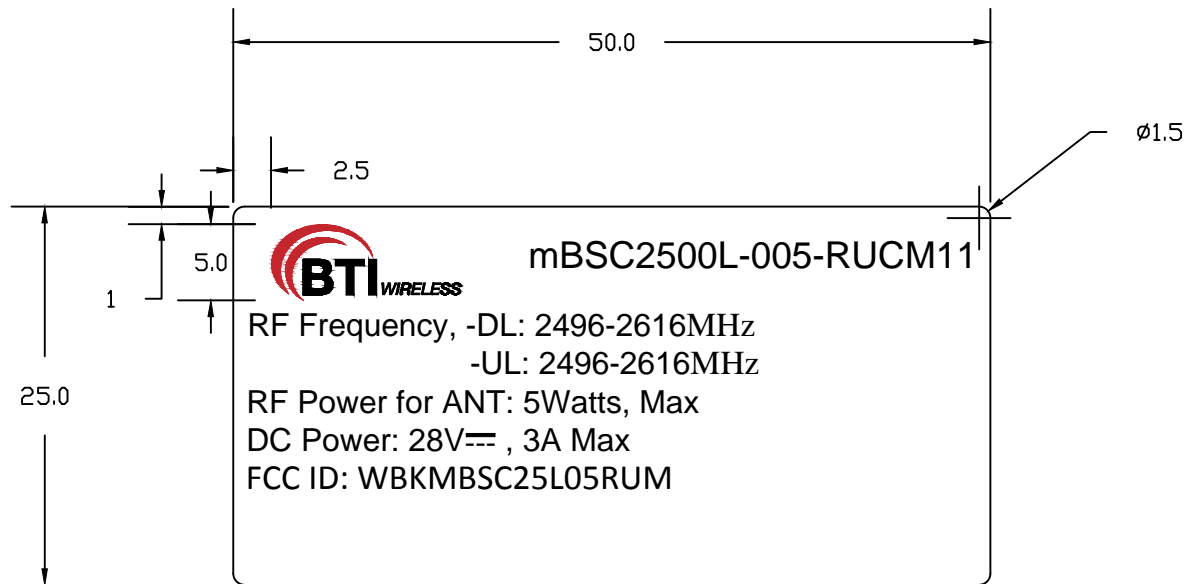 50.0
ø1.5
2.5
5.0
1
25.0
BTI WIRELESS
mBSC2500L-005-RUCM11
RF Frequency, -DL: 2496-2616MHz
-UL: 2496-2616MHz
RF Power for ANT: 5Watts, Max
DC Power: 28V⎓ , 3A Max
FCC ID: WBKMBSC25L05RUM